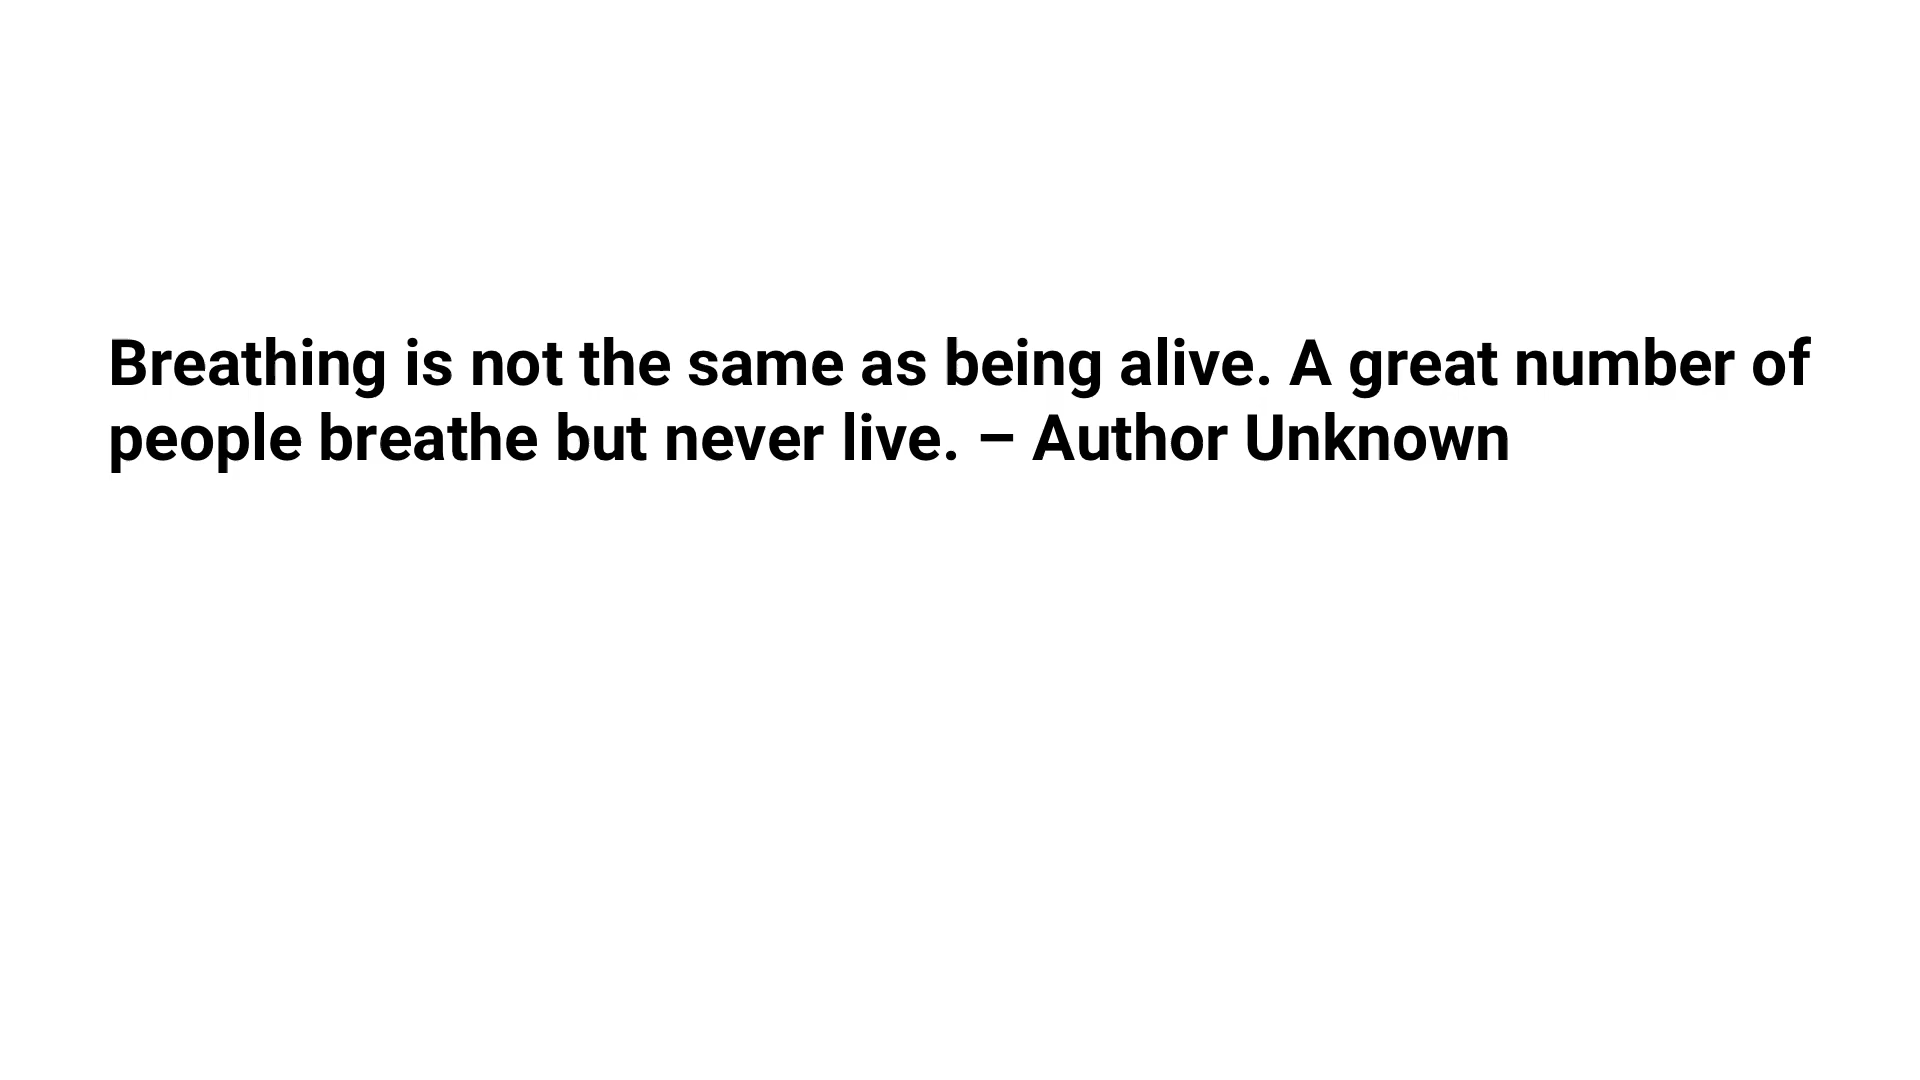 Breathing is not the same as being alive. A great number of
people breathe but never live. – Author Unknown